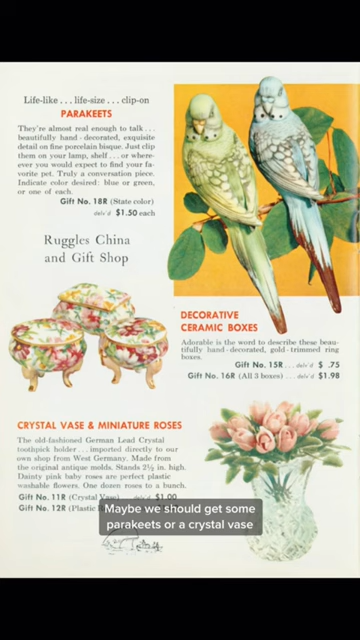 Life-like . . . life-size . . . clip-on
PARAKEETS
They're almost real enough to talk . . .
beautifully hand - decorated, exquisite
detail on fine porcelain bisque. Just clip
them on your lamp, shelf . . . or where-
ever you would expect to find your fa-
vorite pet. Truly a conversation piece.
Indicate color desired: blue or green,
or one of each.
Gift No. 18R (State color)
delv'd $1.50 each
Ruggles China
and Gift Shop
DECORATIVE
CERAMIC BOXES
Adorable is the word to describe these beau-
tifully hand-decorated, gold-trimmed ring
boxes.
Gift No. 15R . . . delv'd $ .75
Gift No. 16R (All 3 boxes) . . . delv'd $1.98
CRYSTAL VASE & MINIATURE ROSES
The old-fashioned German Lead Crystal
toothpick holder . . . imported directly to our
own shop from West Germany. Made from
the original antique molds. Stands 2½ in. high.
Dainty pink baby roses are perfect plastic
washable flowers. One dozen roses to a bunch.
Gift No. 11R (Crystal Vase) delv'd $1.00
Gift No. 12R (Plastic
Maybe we should get some
parakeets or a crystal vase